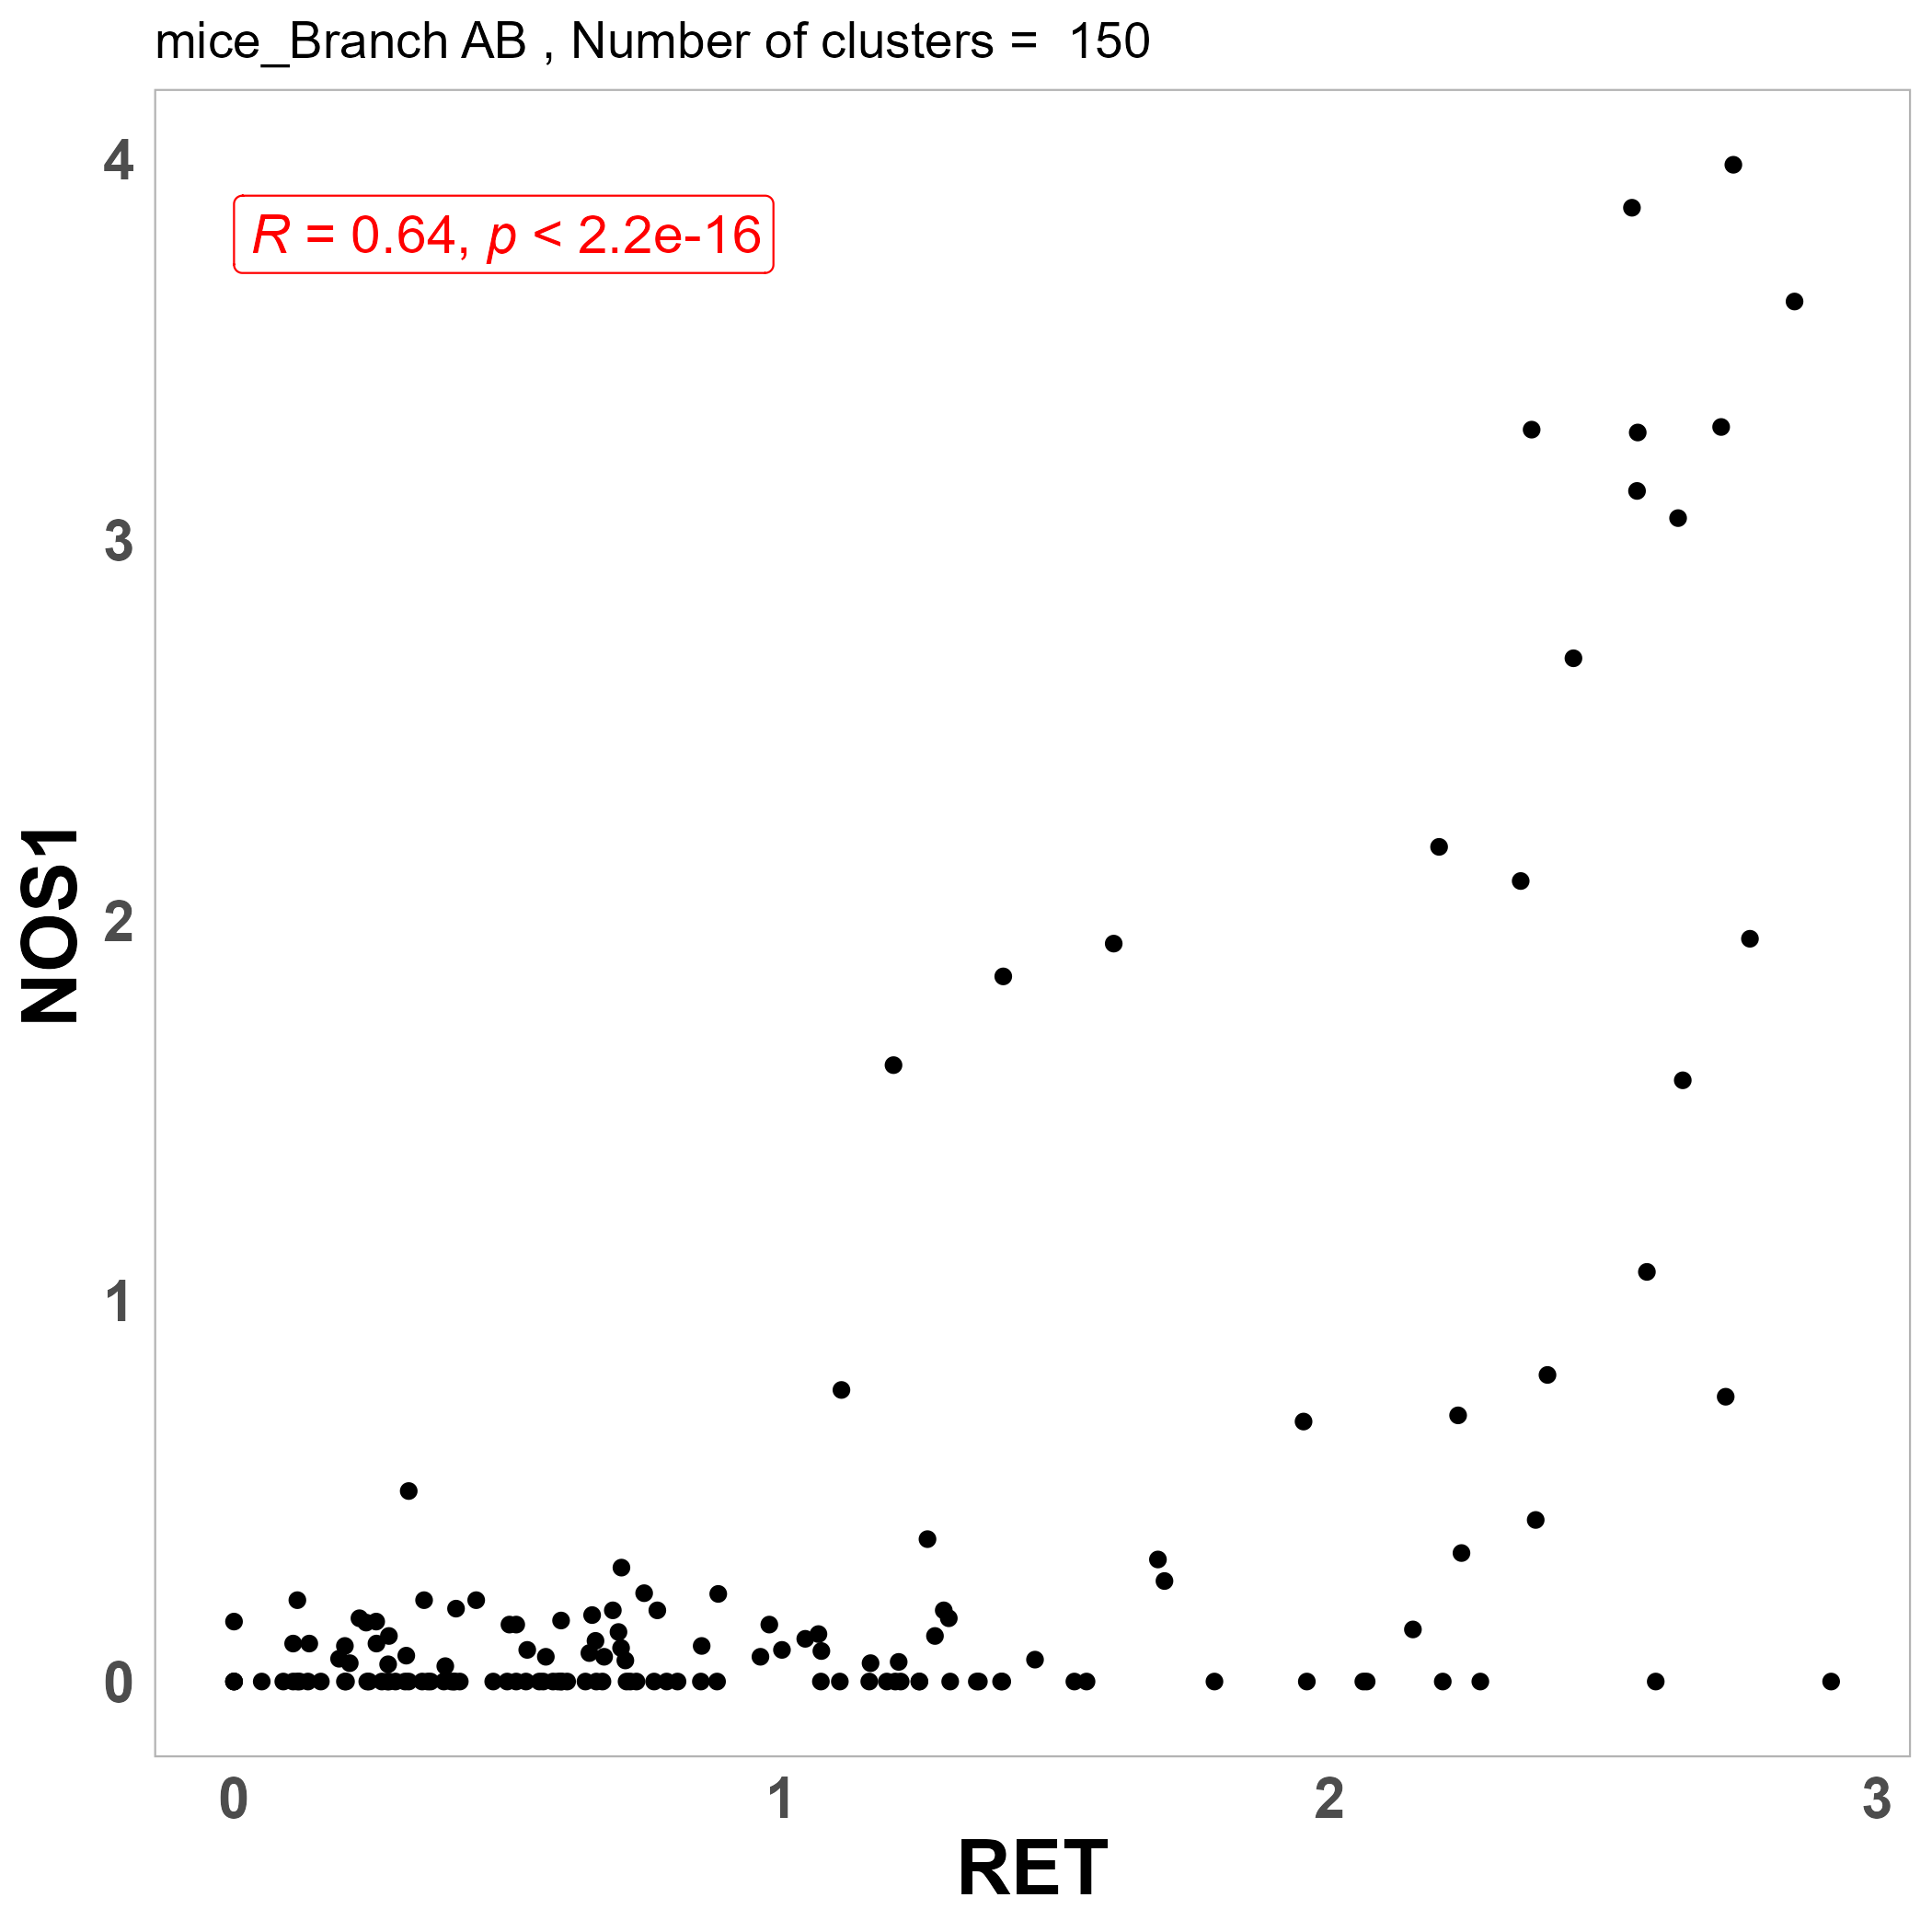 mice_Branch AB , Number of clusters =  150
R = 0.64, p < 2.2e-16
4
3
2
1
0
NOS1
0 1 2 3
RET